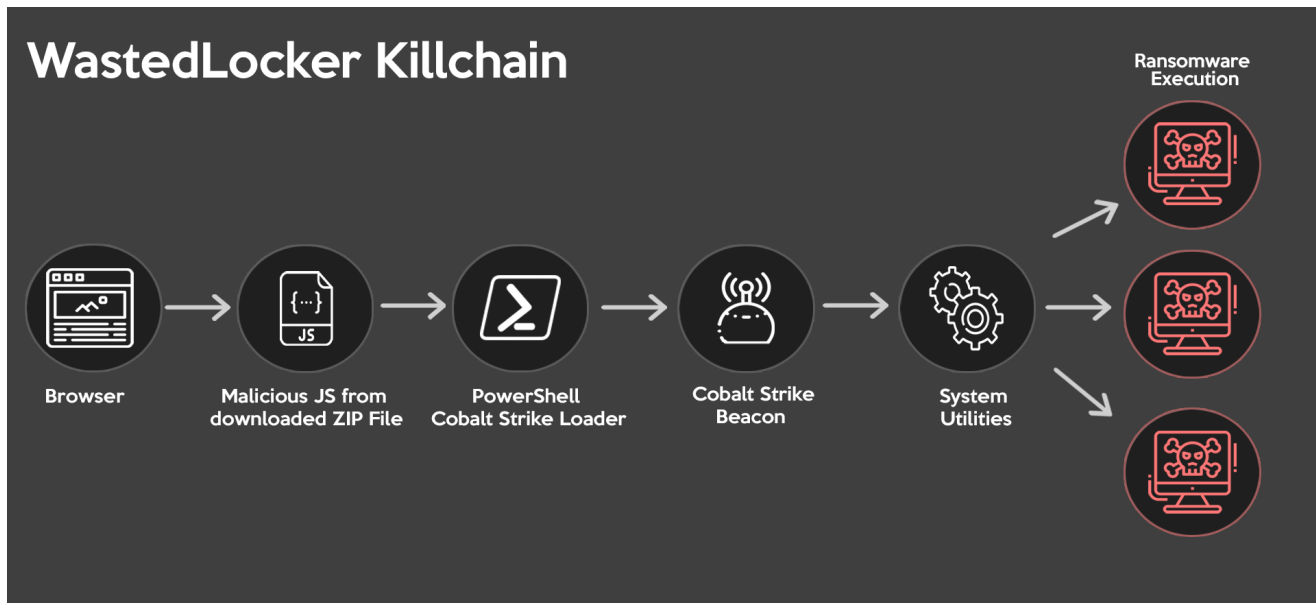 WastedLocker Killchain
Ransomware
Execution
JS
Browser
Malicious JS from
downloaded ZIP File
PowerShell
Cobalt Strike Loader
Cobalt Strike
Beacon
System
Utilities